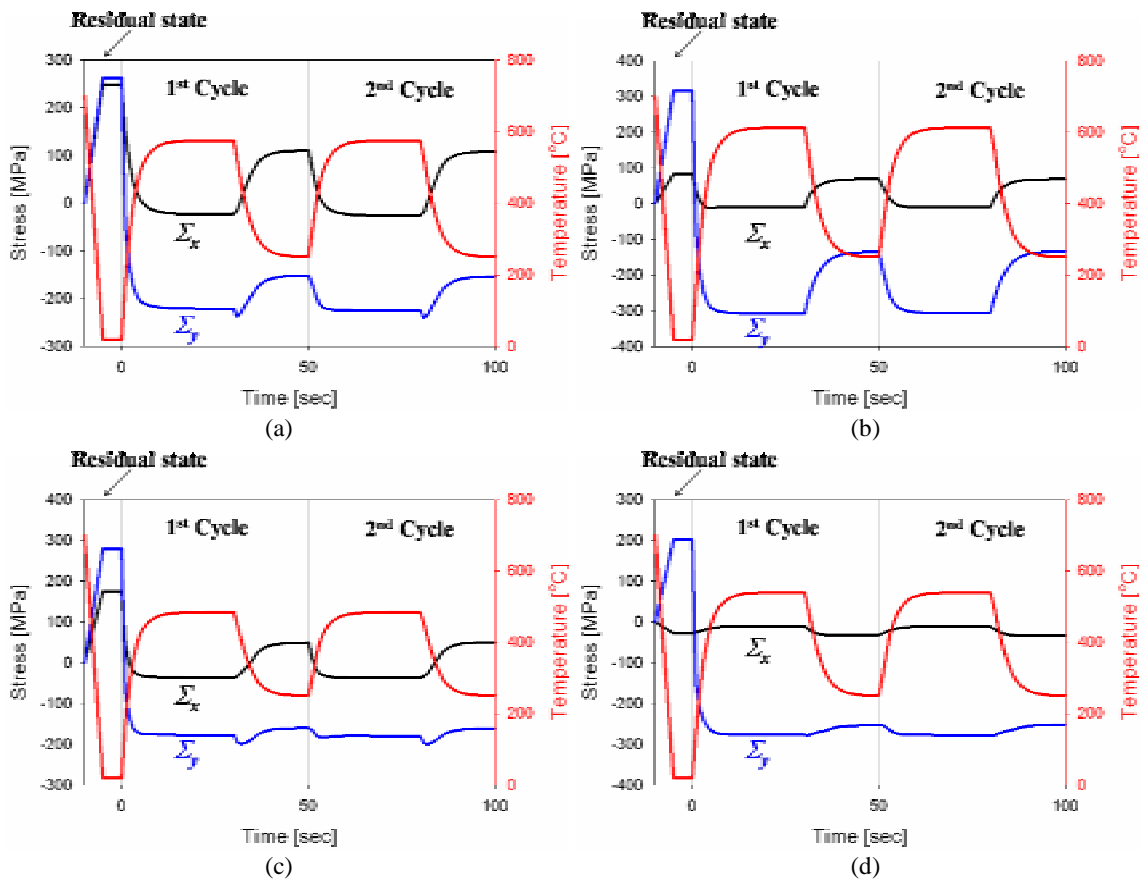 Residual state
300
200
100
0
-100
-200
-300
Stress [MPa]
1st Cycle
2nd Cycle
Σx
Σy
800
600
400
200
0
Temperature [°C]
0
50
100
Time [sec]
(a)
Residual state
400
300
200
100
0
-100
-200
-300
-400
Stress [MPa]
1st Cycle
2nd Cycle
Σx
Σy
800
600
400
200
0
Temperature [°C]
0
50
100
Time [sec]
(b)
Residual state
400
300
200
100
0
-100
-200
-300
Stress [MPa]
1st Cycle
2nd Cycle
Σx
Σy
800
600
400
200
0
Temperature [°C]
0
50
100
Time [sec]
(c)
Residual state
400
300
200
100
0
-100
-200
-300
-400
Stress [MPa]
1st Cycle
2nd Cycle
Σx
Σy
800
600
400
200
0
Temperature [°C]
0
50
100
Time [sec]
(d)